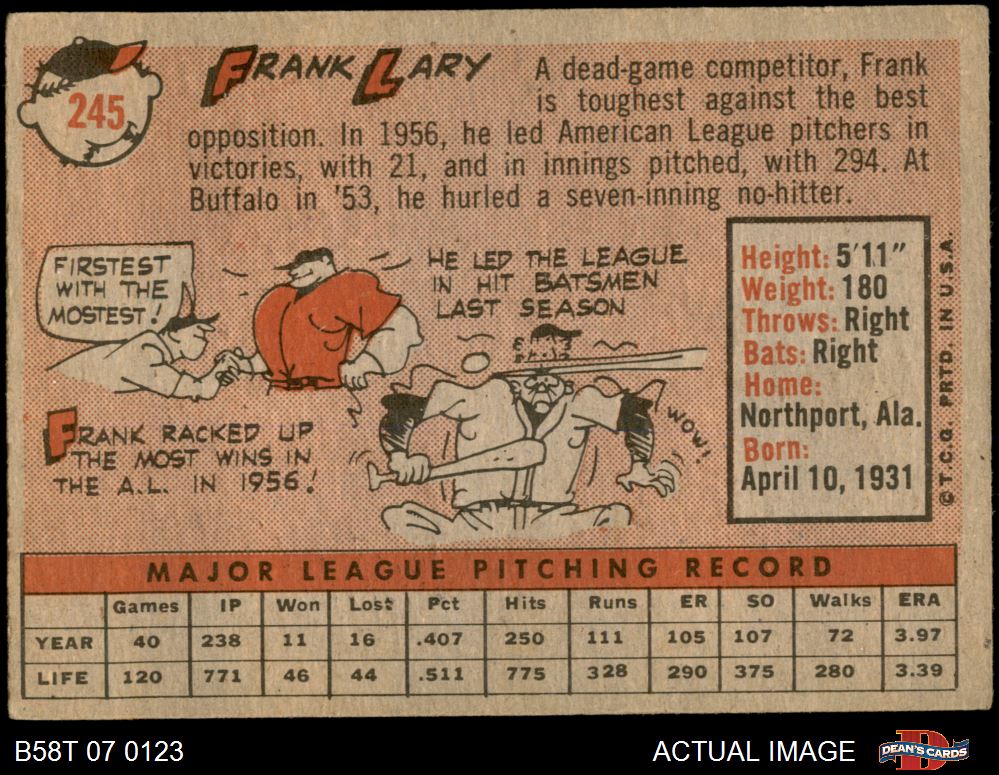 245
FRANK LARY
A dead-game competitor, Frank
is toughest against the best
opposition. In 1956, he led American League pitchers in
victories, with 21, and in innings pitched, with 294. At
Buffalo in '53, he hurled a seven-inning no-hitter.
FIRSTEST
WITH THE
MOSTEST!
HE LED THE LEAGUE
IN HIT BATSMEN
LAST SEASON
WOW!
FRANK RACKED UP
THE MOST WINS IN
THE A.L. IN 1956!
Height: 5'11"
Weight: 180
Throws: Right
Bats: Right
Home:
Northport, Ala.
Born:
April 10, 1931
© T.C.G. PRTD. IN U.S.A.
MAJOR LEAGUE PITCHING RECORD
Games IP Won Lost Pct Hits Runs ER SO Walks ERA
YEAR 40 238 11 16 .407 250 111 105 107 72 3.97
LIFE 120 771 46 44 .511 775 328 290 375 280 3.39
B58T 07 0123
ACTUAL IMAGE
DEAN'S CARDS